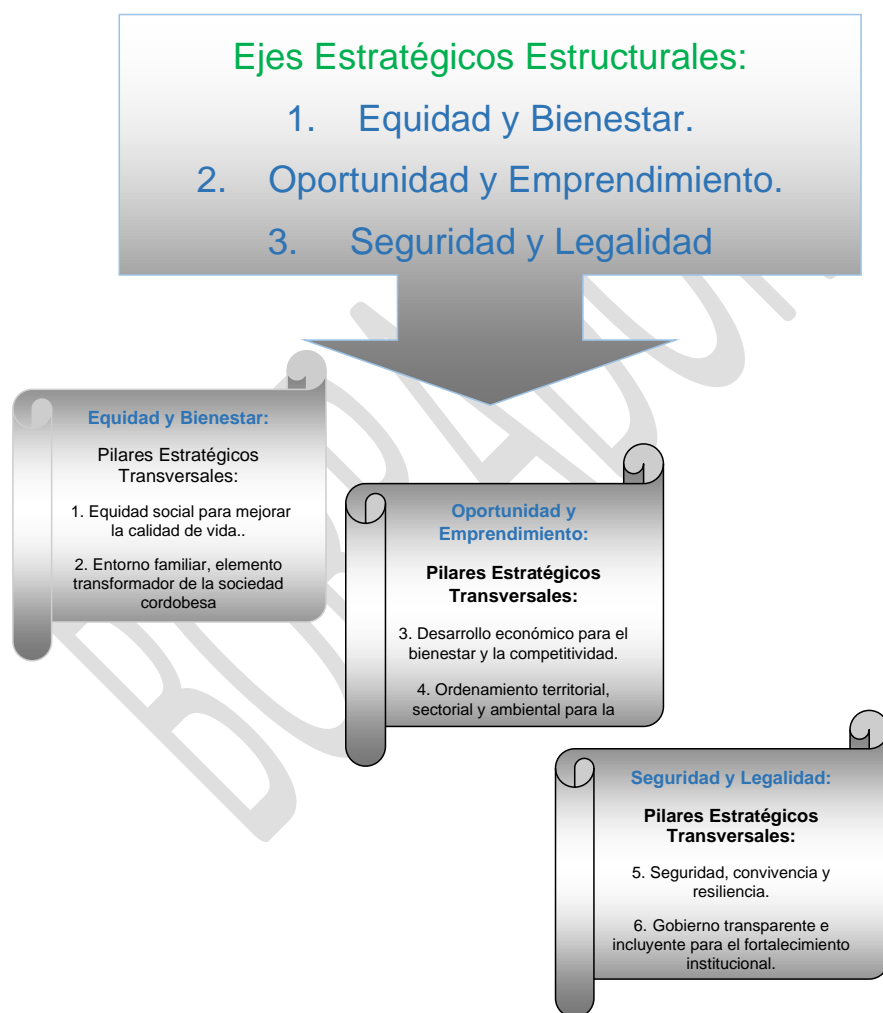 Ejes Estratégicos Estructurales:
1. Equidad y Bienestar.
2. Oportunidad y Emprendimiento.
3. Seguridad y Legalidad
Equidad y Bienestar:
Pilares Estratégicos
Transversales:
1. Equidad social para mejorar
la calidad de vida..
2. Entorno familiar, elemento
transformador de la sociedad
cordobesa
Oportunidad y
Emprendimiento:
Pilares Estratégicos
Transversales:
3. Desarrollo económico para el
bienestar y la competitividad.
4. Ordenamiento territorial,
sectorial y ambiental para la
Seguridad y Legalidad:
Pilares Estratégicos
Transversales:
5. Seguridad, convivencia y
resiliencia.
6. Gobierno transparente e
incluyente para el fortalecimiento
institucional.
BORRADOR